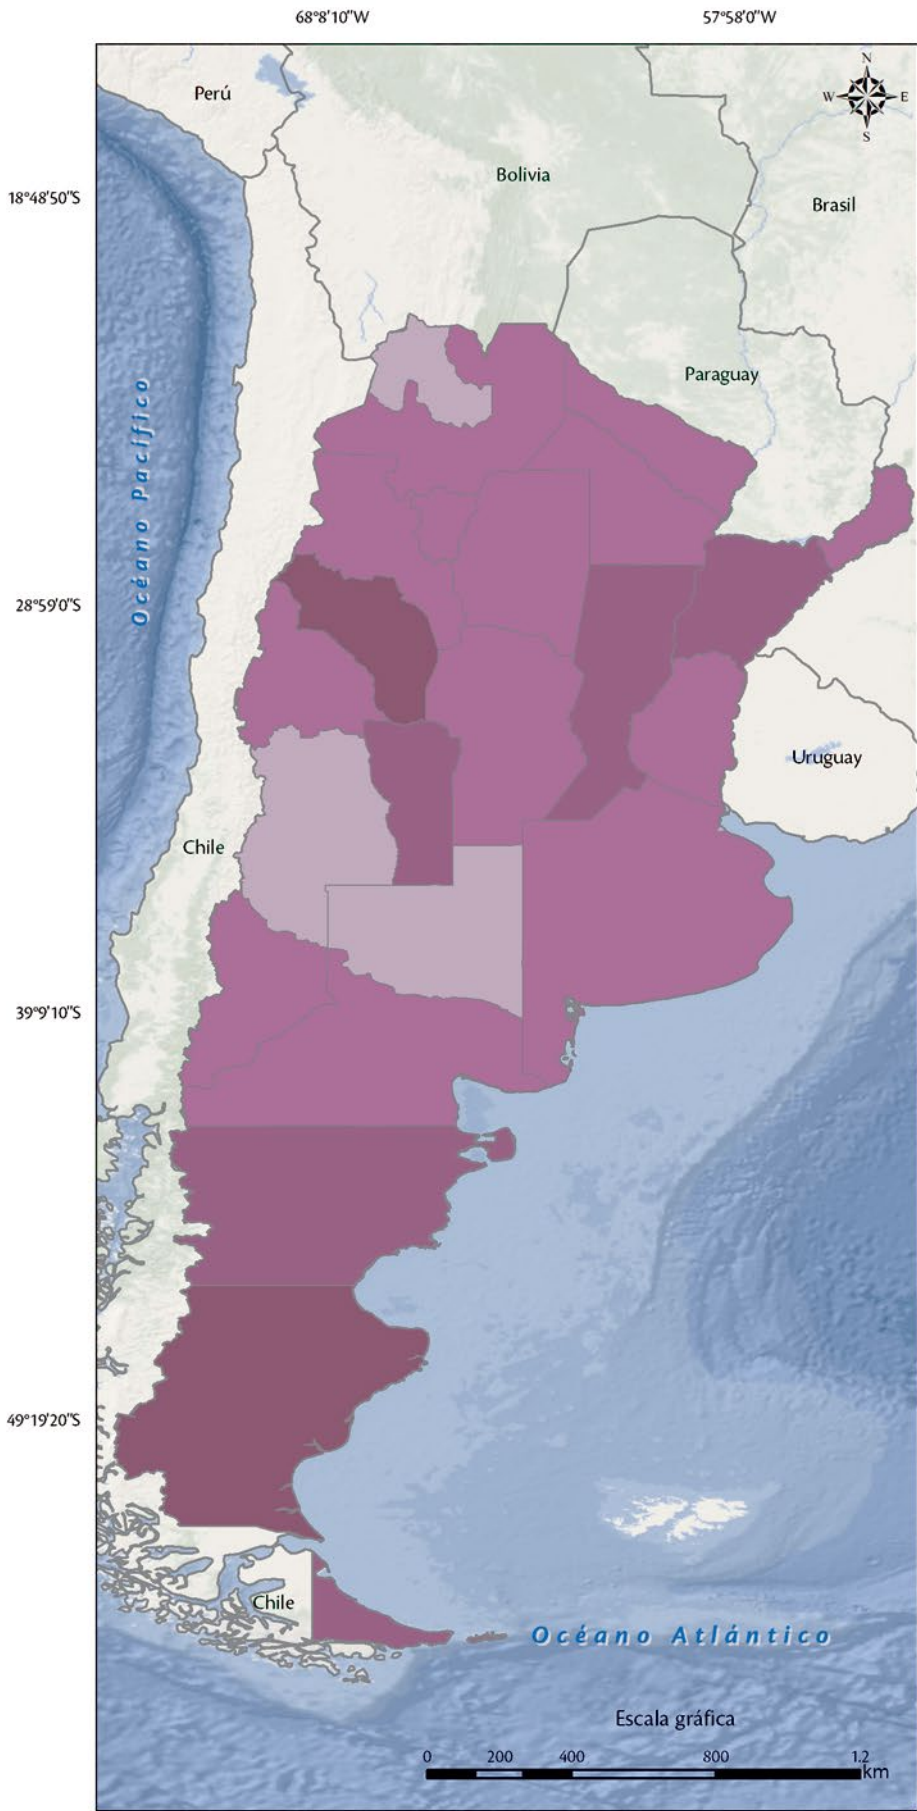 68°8'10"W
57°58'0"W
N
W
E
S
Perú
Bolivia
Brasil
18°48'50"S
Paraguay
Océano Pacífico
28°59'0"S
Uruguay
Chile
39°9'10"S
49°19'20"S
Chile
Océano Atlántico
Escala gráfica
0 200 400 800 1.2
km